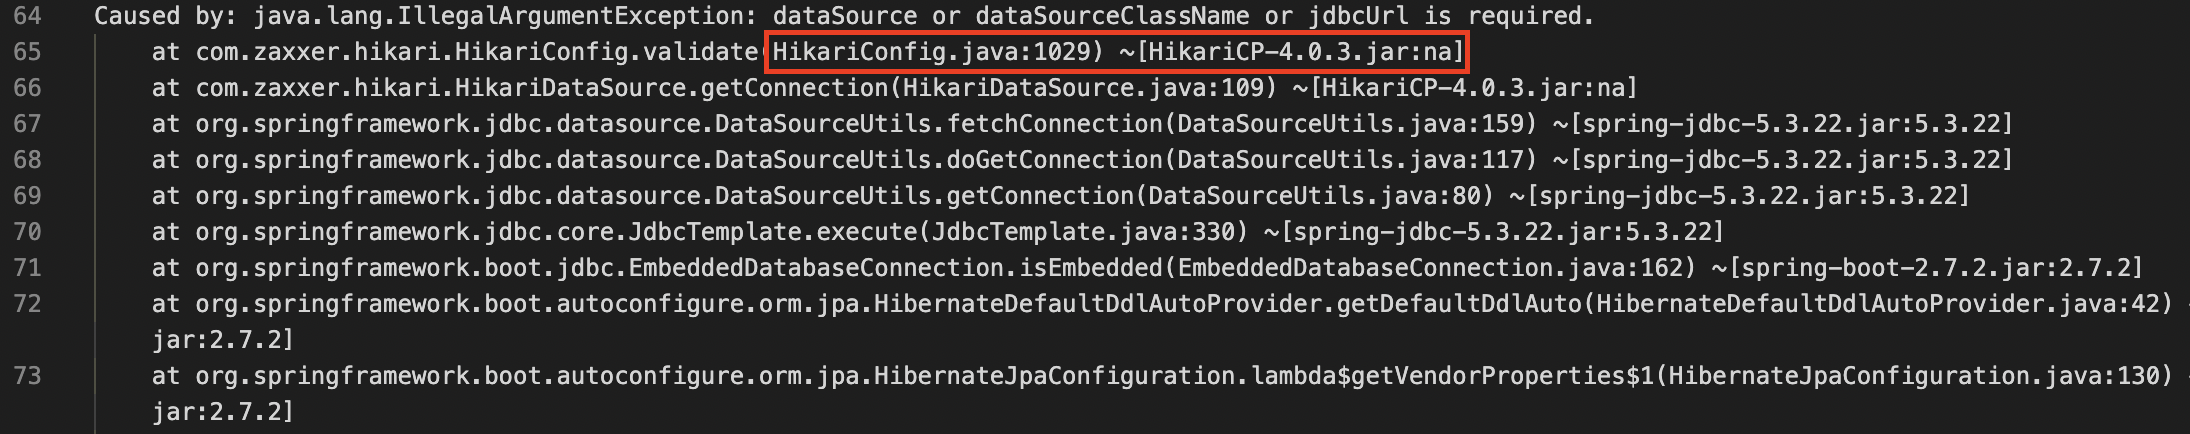 64 Caused by: java.lang.IllegalArgumentException: dataSource or dataSourceClassName or jdbcUrl is required.
65 at com.zaxxer.hikari.HikariConfig.validate(HikariConfig.java:1029) ~[HikariCP-4.0.3.jar:na]
66 at com.zaxxer.hikari.HikariDataSource.getConnection(HikariDataSource.java:109) ~[HikariCP-4.0.3.jar:na]
67 at org.springframework.jdbc.datasource.DataSourceUtils.fetchConnection(DataSourceUtils.java:159) ~[spring-jdbc-5.3.22.jar:5.3.22]
68 at org.springframework.jdbc.datasource.DataSourceUtils.doGetConnection(DataSourceUtils.java:117) ~[spring-jdbc-5.3.22.jar:5.3.22]
69 at org.springframework.jdbc.datasource.DataSourceUtils.getConnection(DataSourceUtils.java:80) ~[spring-jdbc-5.3.22.jar:5.3.22]
70 at org.springframework.jdbc.core.JdbcTemplate.execute(JdbcTemplate.java:330) ~[spring-jdbc-5.3.22.jar:5.3.22]
71 at org.springframework.boot.jdbc.EmbeddedDatabaseConnection.isEmbedded(EmbeddedDatabaseConnection.java:162) ~[spring-boot-2.7.2.jar:2.7.2]
72 at org.springframework.boot.autoconfigure.orm.jpa.HibernateDefaultDdlAutoProvider.getDefaultDdlAuto(HibernateDefaultDdlAutoProvider.java:42)
jar:2.7.2]
73 at org.springframework.boot.autoconfigure.orm.jpa.HibernateJpaConfiguration.lambda$getVendorProperties$1(HibernateJpaConfiguration.java:130)
jar:2.7.2]